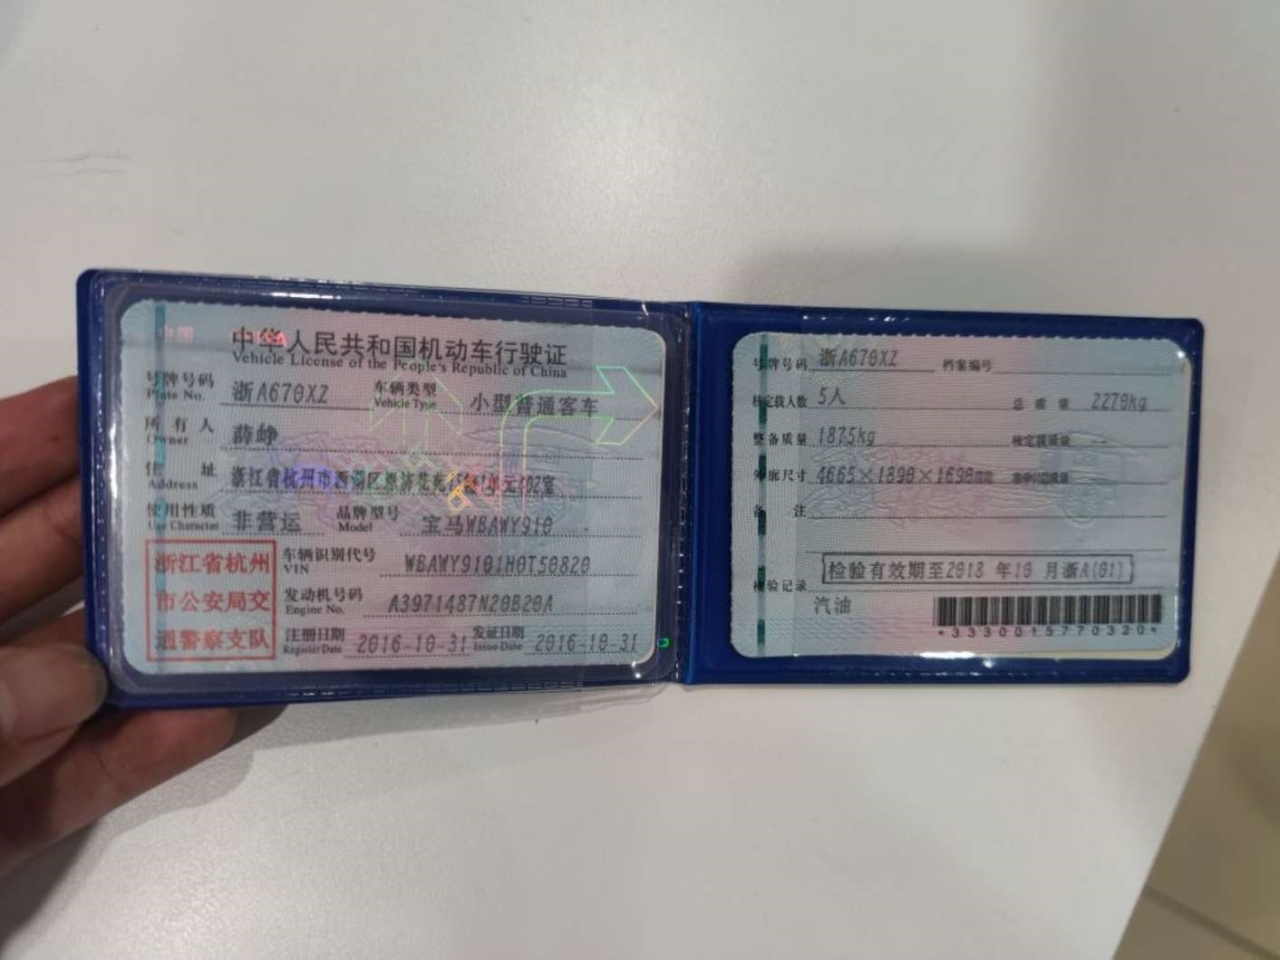 中华人民共和国机动车行驶证
Vehicle License of the People's Republic of China
号牌号码 浙A670XZ 车辆类型 小型普通客车
Plate No. Vehicle Type
所有人 薛峥
Owner
住址 浙江省杭州市西湖区 单元402室
Address
使用性质 非营运 品牌型号 宝马WBAWY910
Use Character Model
浙江省杭州
市公安局交
通警察支队
车辆识别代号 WBAWY9101H0T50820
VIN
发动机号码 A3971487N20B20A
Engine No.
注册日期 2016-10-31 发证日期 2016-10-31
Register Date Issue Date
号牌号码 浙A670XZ 档案编号
核定载人数 5人 总质量 2270kg
整备质量 1875kg 核定载质量 --
外廓尺寸 4665×1890×1690mm
备注
检验记录 检验有效期至2018 年10 月浙A(01)
汽油
*3330015770320*